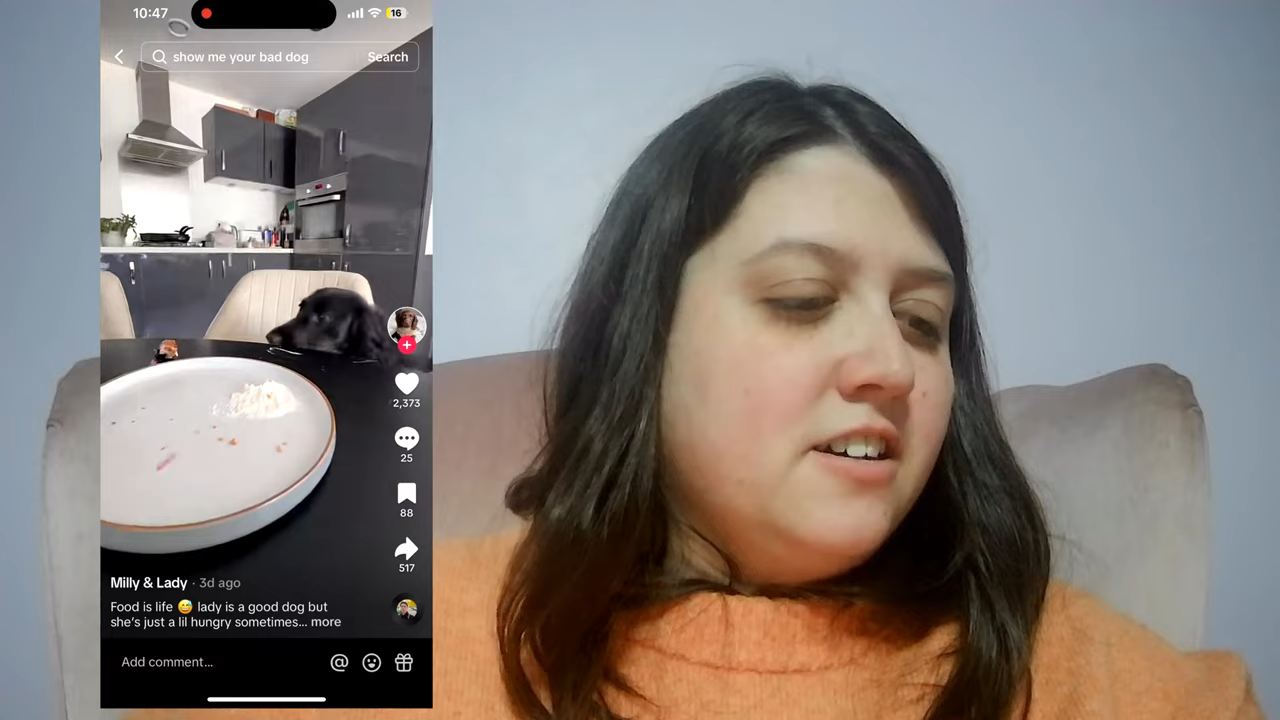 10:47
16
show me your bad dog
Search
2,373
25
88
517
Milly & Lady · 3d ago
Food is life 😅 lady is a good dog but
she's just a lil hungry sometimes... more
Add comment...